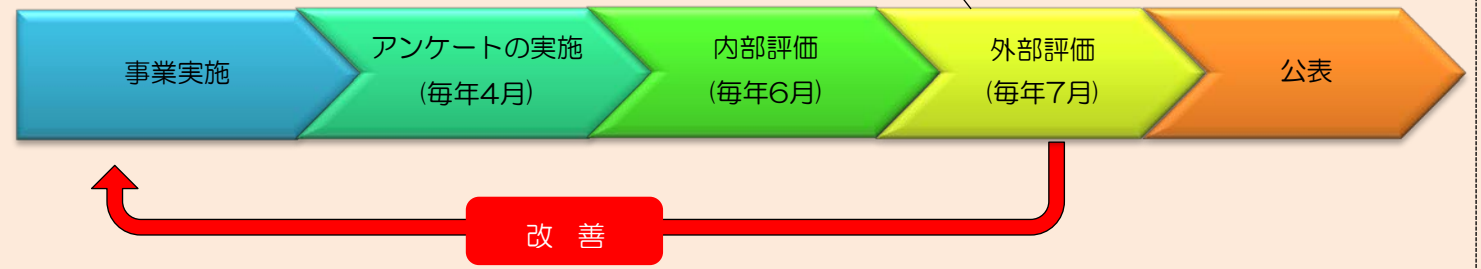 事業実施
アンケートの実施
(毎年4月)
内部評価
(毎年6月)
外部評価
(毎年7月)
公表
改　善